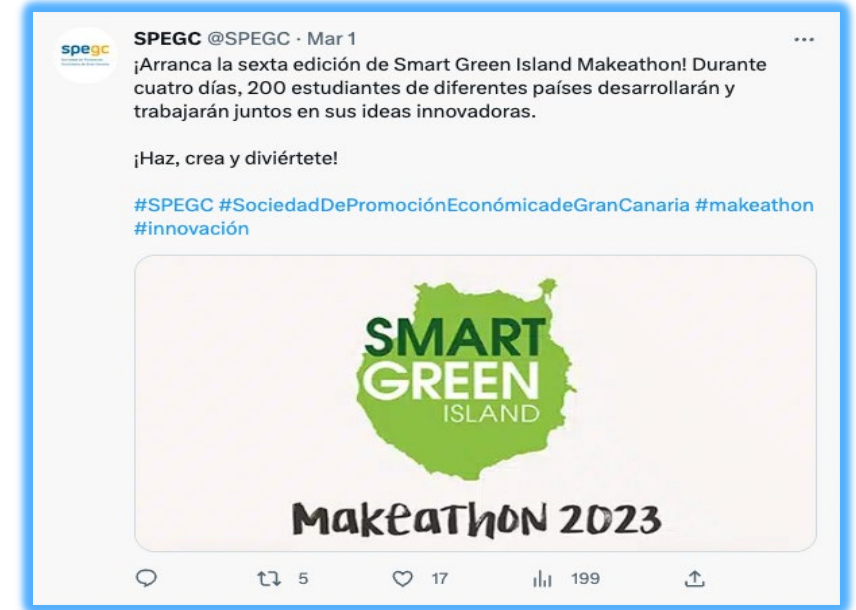 spegc
SPEGC @SPEGC · Mar 1
¡Arranca la sexta edición de Smart Green Island Makeathon! Durante
cuatro días, 200 estudiantes de diferentes países desarrollarán y
trabajarán juntos en sus ideas innovadoras.
¡Haz, crea y diviértete!
#SPEGC #SociedadDePromociónEconómicadeGranCanaria #makeathon
#innovación
SMART
GREEN
ISLAND
MakeaThoN 2023
5 17 199